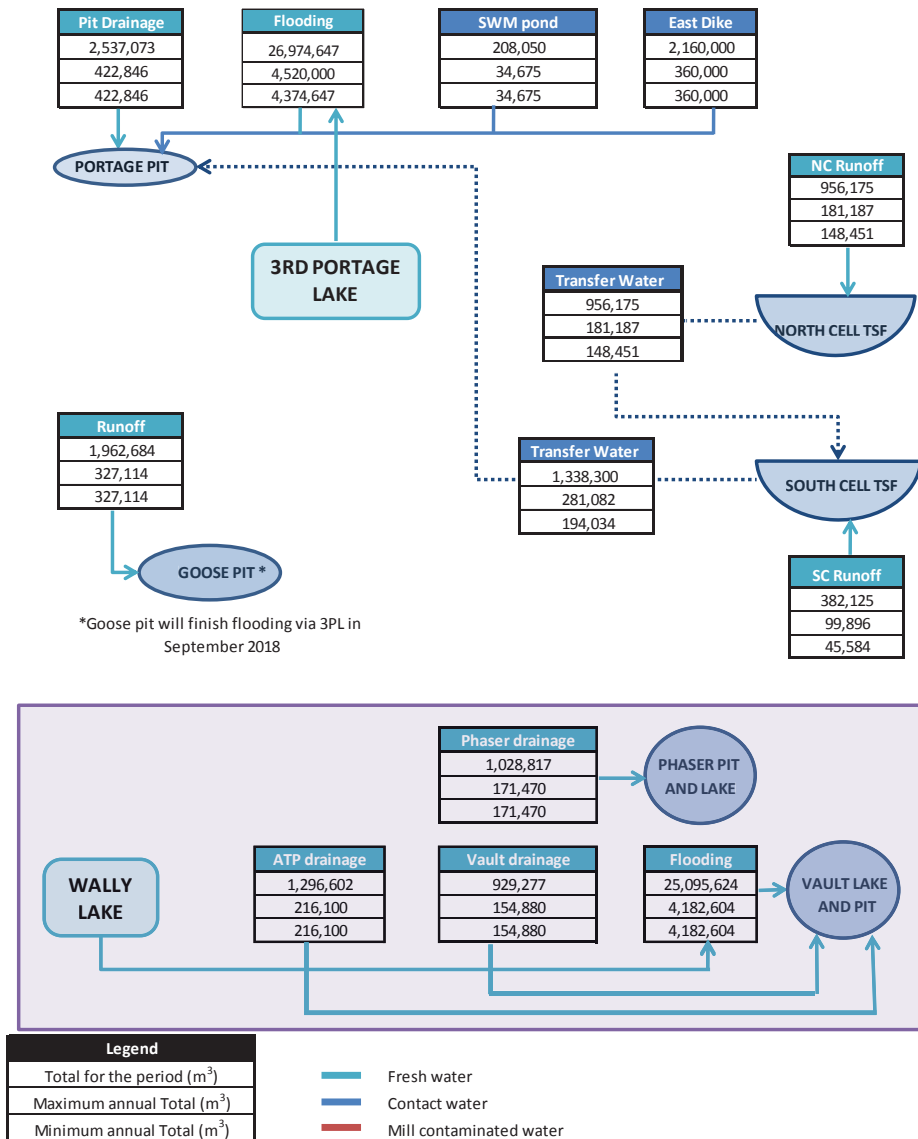 Pit Drainage
2,537,073
422,846
422,846
Flooding
26,974,647
4,520,000
4,374,647
SWM pond
208,050
34,675
34,675
East Dike
2,160,000
360,000
360,000
PORTAGE PIT
NC Runoff
956,175
181,187
148,451
3RD PORTAGE
LAKE
Transfer Water
956,175
181,187
148,451
NORTH CELL TSF
Runoff
1,962,684
327,114
327,114
Transfer Water
1,338,300
281,082
194,034
SOUTH CELL TSF
GOOSE PIT *
*Goose pit will finish flooding via 3PL in
September 2018
SC Runoff
382,125
99,896
45,584
Phaser drainage
1,028,817
171,470
171,470
PHASER PIT
AND LAKE
WALLY
LAKE
ATP drainage
1,296,602
216,100
216,100
Vault drainage
929,277
154,880
154,880
Flooding
25,095,624
4,182,604
4,182,604
VAULT LAKE
AND PIT
Legend
Total for the period (m³)
Maximum annual Total (m³)
Minimum annual Total (m³)
Fresh water
Contact water
Mill contaminated water